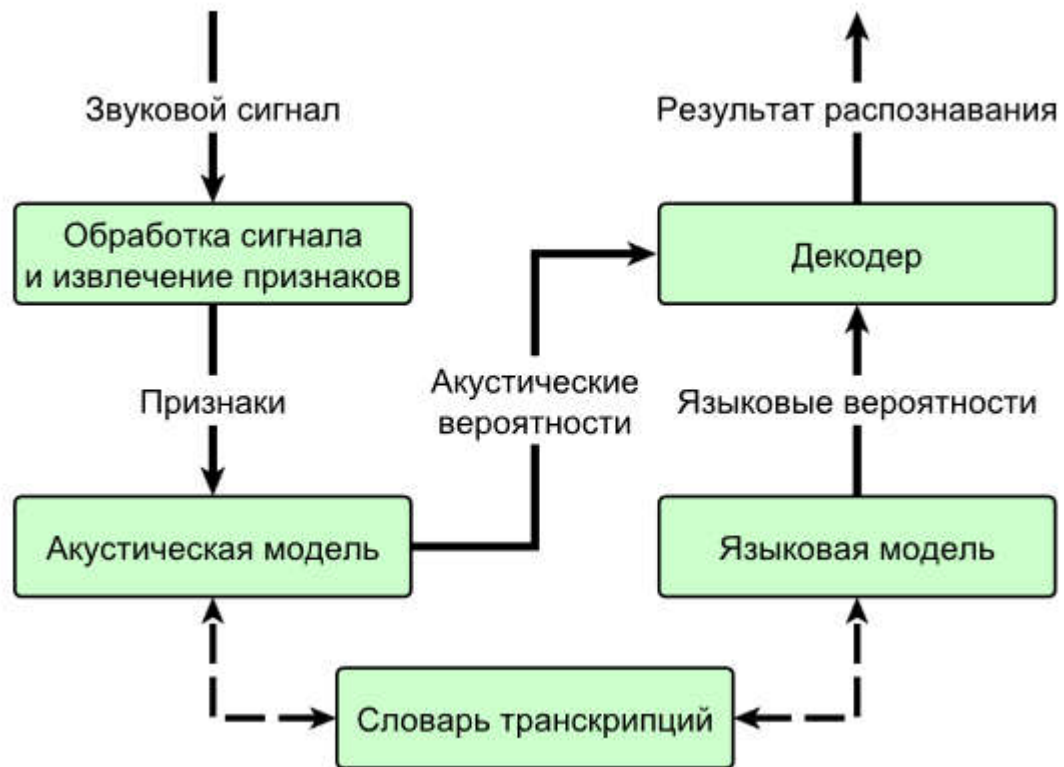 Звуковой сигнал
Результат распознавания
Обработка сигнала
и извлечение признаков
Декодер
Признаки
Акустические
вероятности
Языковые вероятности
Акустическая модель
Языковая модель
Словарь транскрипций